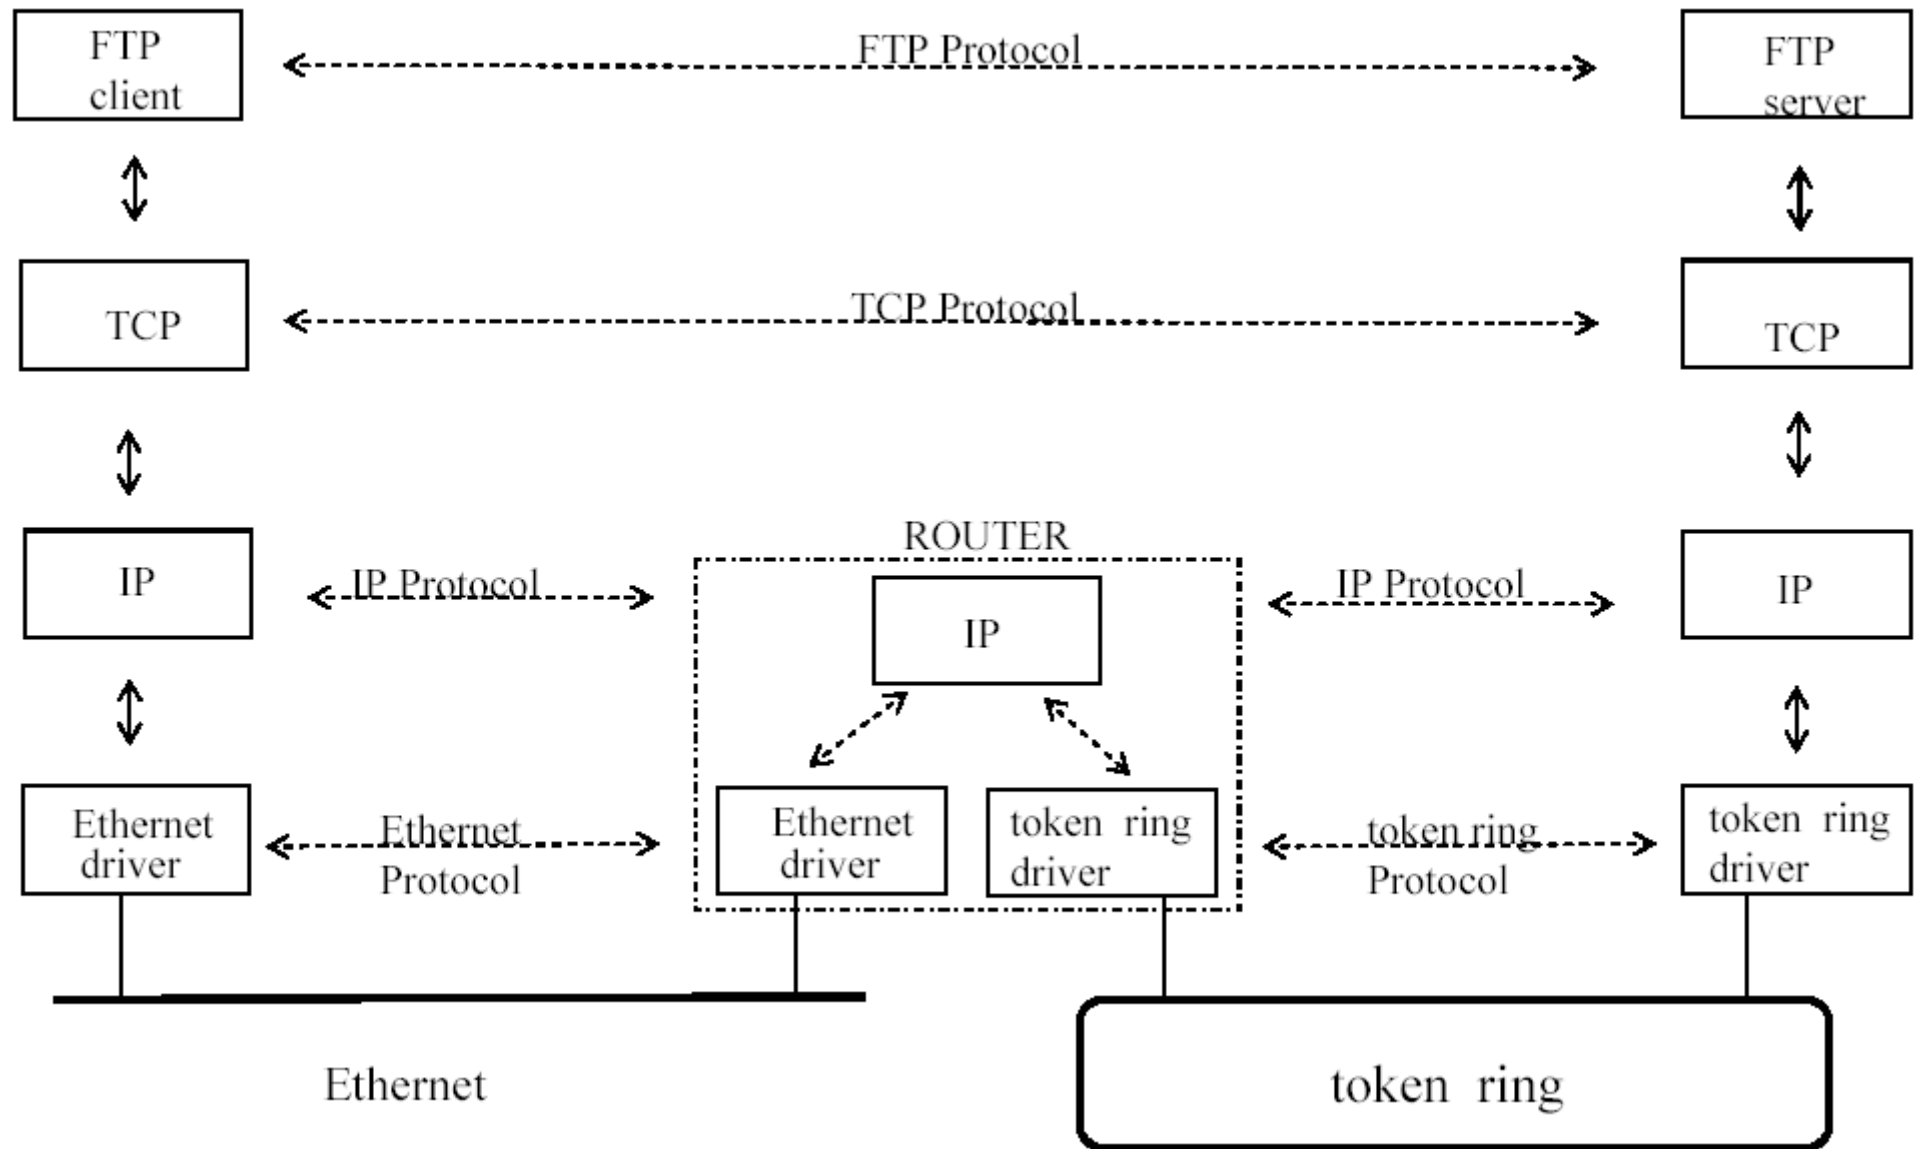 FTP
client
FTP Protocol
FTP
server
TCP
TCP Protocol
TCP
ROUTER
IP
IP Protocol
IP
IP Protocol
IP
Ethernet
driver
Ethernet
Protocol
Ethernet
driver
token ring
driver
token ring
Protocol
token ring
driver
Ethernet
token ring